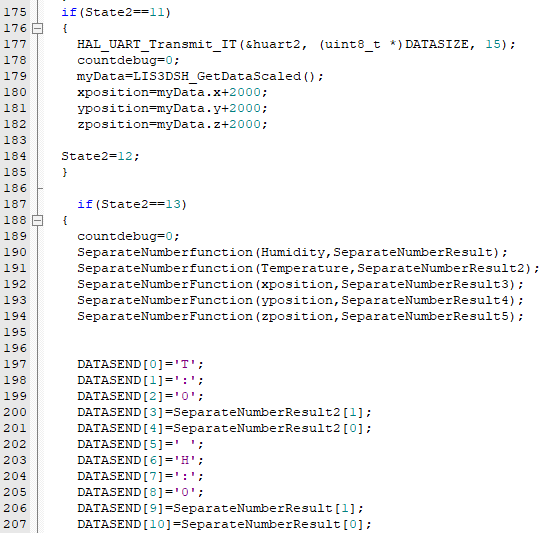 175 if(State2==11)
176 {
177 HAL_UART_Transmit_IT(&huart2, (uint8_t *)DATASIZE, 15);
178 countdebug=0;
179 myData=LIS3DSH_GetDataScaled();
180 xposition=myData.x+2000;
181 yposition=myData.y+2000;
182 zposition=myData.z+2000;
183
184 State2=12;
185 }
186
187 if(State2==13)
188 {
189 countdebug=0;
190 SeparateNumberfunction(Humidity,SeparateNumberResult);
191 SeparateNumberfunction(Temperature,SeparateNumberResult2);
192 SeparateNumberFunction(xposition,SeparateNumberResult3);
193 SeparateNumberFunction(yposition,SeparateNumberResult4);
194 SeparateNumberFunction(zposition,SeparateNumberResult5);
195
196
197 DATASEND[0]='T';
198 DATASEND[1]=':';
199 DATASEND[2]='0';
200 DATASEND[3]=SeparateNumberResult2[1];
201 DATASEND[4]=SeparateNumberResult2[0];
202 DATASEND[5]=' ';
203 DATASEND[6]='H';
204 DATASEND[7]=':';
205 DATASEND[8]='0';
206 DATASEND[9]=SeparateNumberResult[1];
207 DATASEND[10]=SeparateNumberResult[0];